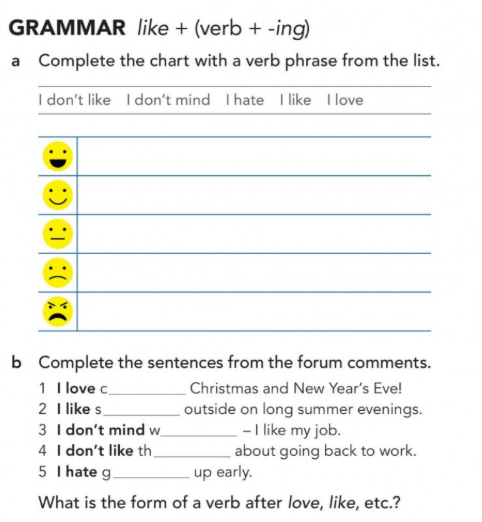 GRAMMAR like + (verb + -ing)
a Complete the chart with a verb phrase from the list.
I don't like I don't mind I hate I like I love
b Complete the sentences from the forum comments.
1 I love c__________ Christmas and New Year's Eve!
2 I like s__________ outside on long summer evenings.
3 I don't mind w__________ – I like my job.
4 I don't like th__________ about going back to work.
5 I hate g__________ up early.
What is the form of a verb after love, like, etc.?